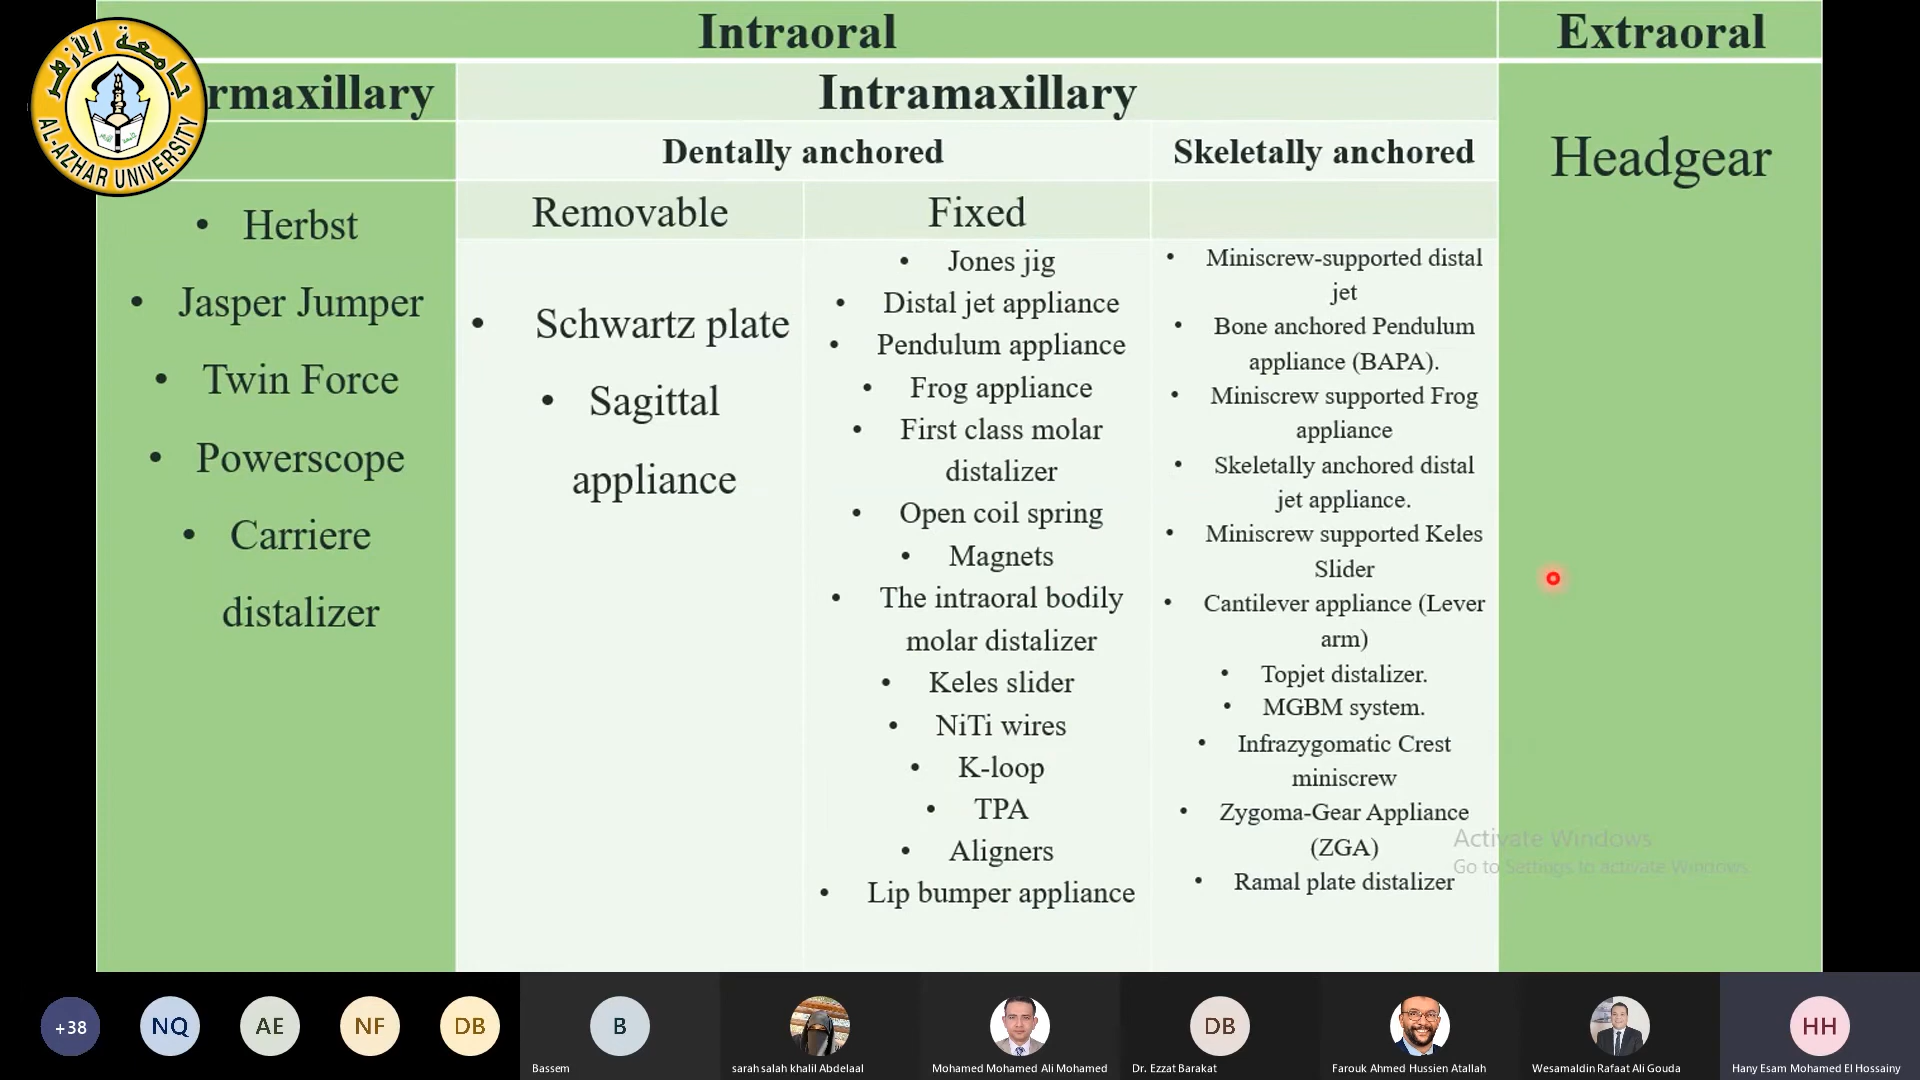 Intraoral
Extraoral
جامعة الأزهر
AL-AZHAR UNIVERSITY
rmaxillary
Intramaxillary
Dentally anchored
Skeletally anchored
Headgear
Removable
Fixed
• Herbst
• Jasper Jumper
• Twin Force
• Powerscope
• Carriere
distalizer
• Schwartz plate
• Sagittal
appliance
• Jones jig
• Distal jet appliance
• Pendulum appliance
• Frog appliance
• First class molar
distalizer
• Open coil spring
• Magnets
• The intraoral bodily
molar distalizer
• Keles slider
• NiTi wires
• K-loop
• TPA
• Aligners
• Lip bumper appliance
• Miniscrew-supported distal
jet
• Bone anchored Pendulum
appliance (BAPA).
• Miniscrew supported Frog
appliance
• Skeletally anchored distal
jet appliance.
• Miniscrew supported Keles
Slider
• Cantilever appliance (Lever
arm)
• Topjet distalizer.
• MGBM system.
• Infrazygomatic Crest
miniscrew
• Zygoma-Gear Appliance
(ZGA)
• Ramal plate distalizer
Activate Windows
Go to Settings to activate Windows.
+38
NQ
AE
NF
DB
B
DB
HH
Bassem
sarah salah khalil Abdelaal
Mohamed Mohamed Ali Mohamed
Dr. Ezzat Barakat
Farouk Ahmed Hussien Atallah
Wesamaldin Rafaat Ali Gouda
Hany Esam Mohamed El Hossainy